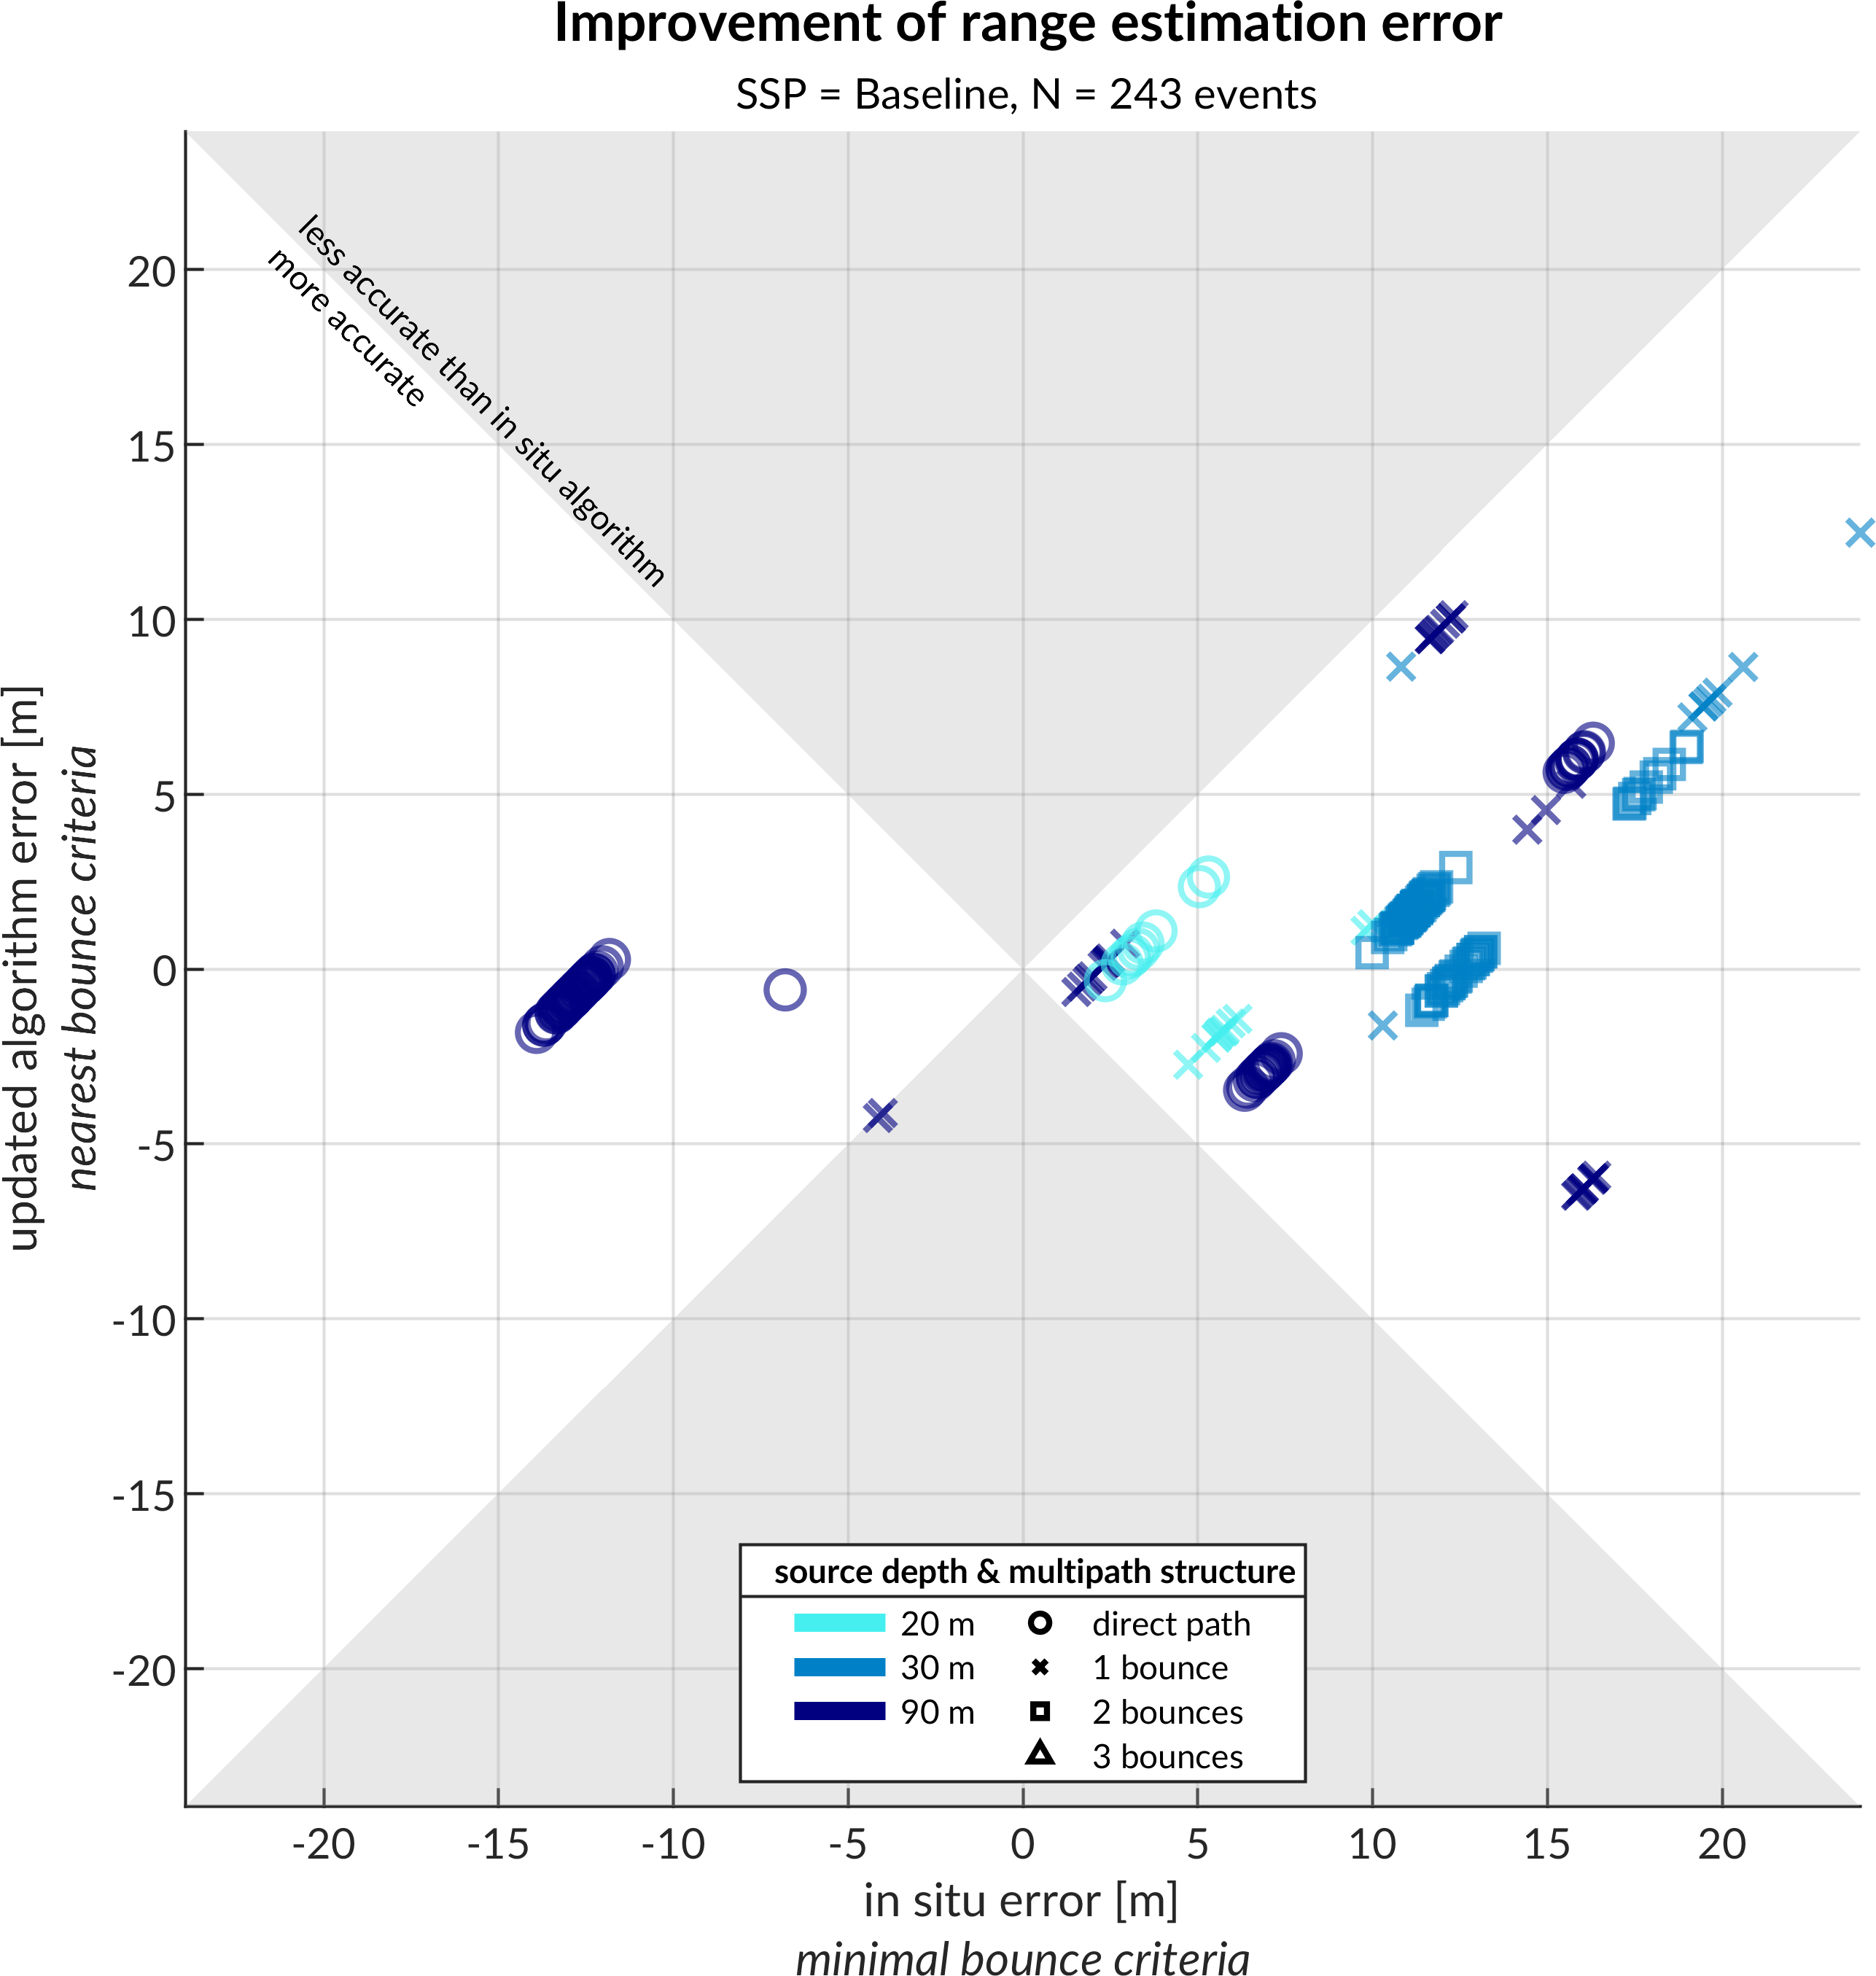 Improvement of range estimation error
SSP = Baseline, N = 243 events
less accurate than in situ algorithm
more accurate
updated algorithm error [m]
nearest bounce criteria
20
15
10
5
0
-5
-10
-15
-20
source depth & multipath structure
20 m direct path
30 m 1 bounce
90 m 2 bounces
3 bounces
-20 -15 -10 -5 0 5 10 15 20
in situ error [m]
minimal bounce criteria